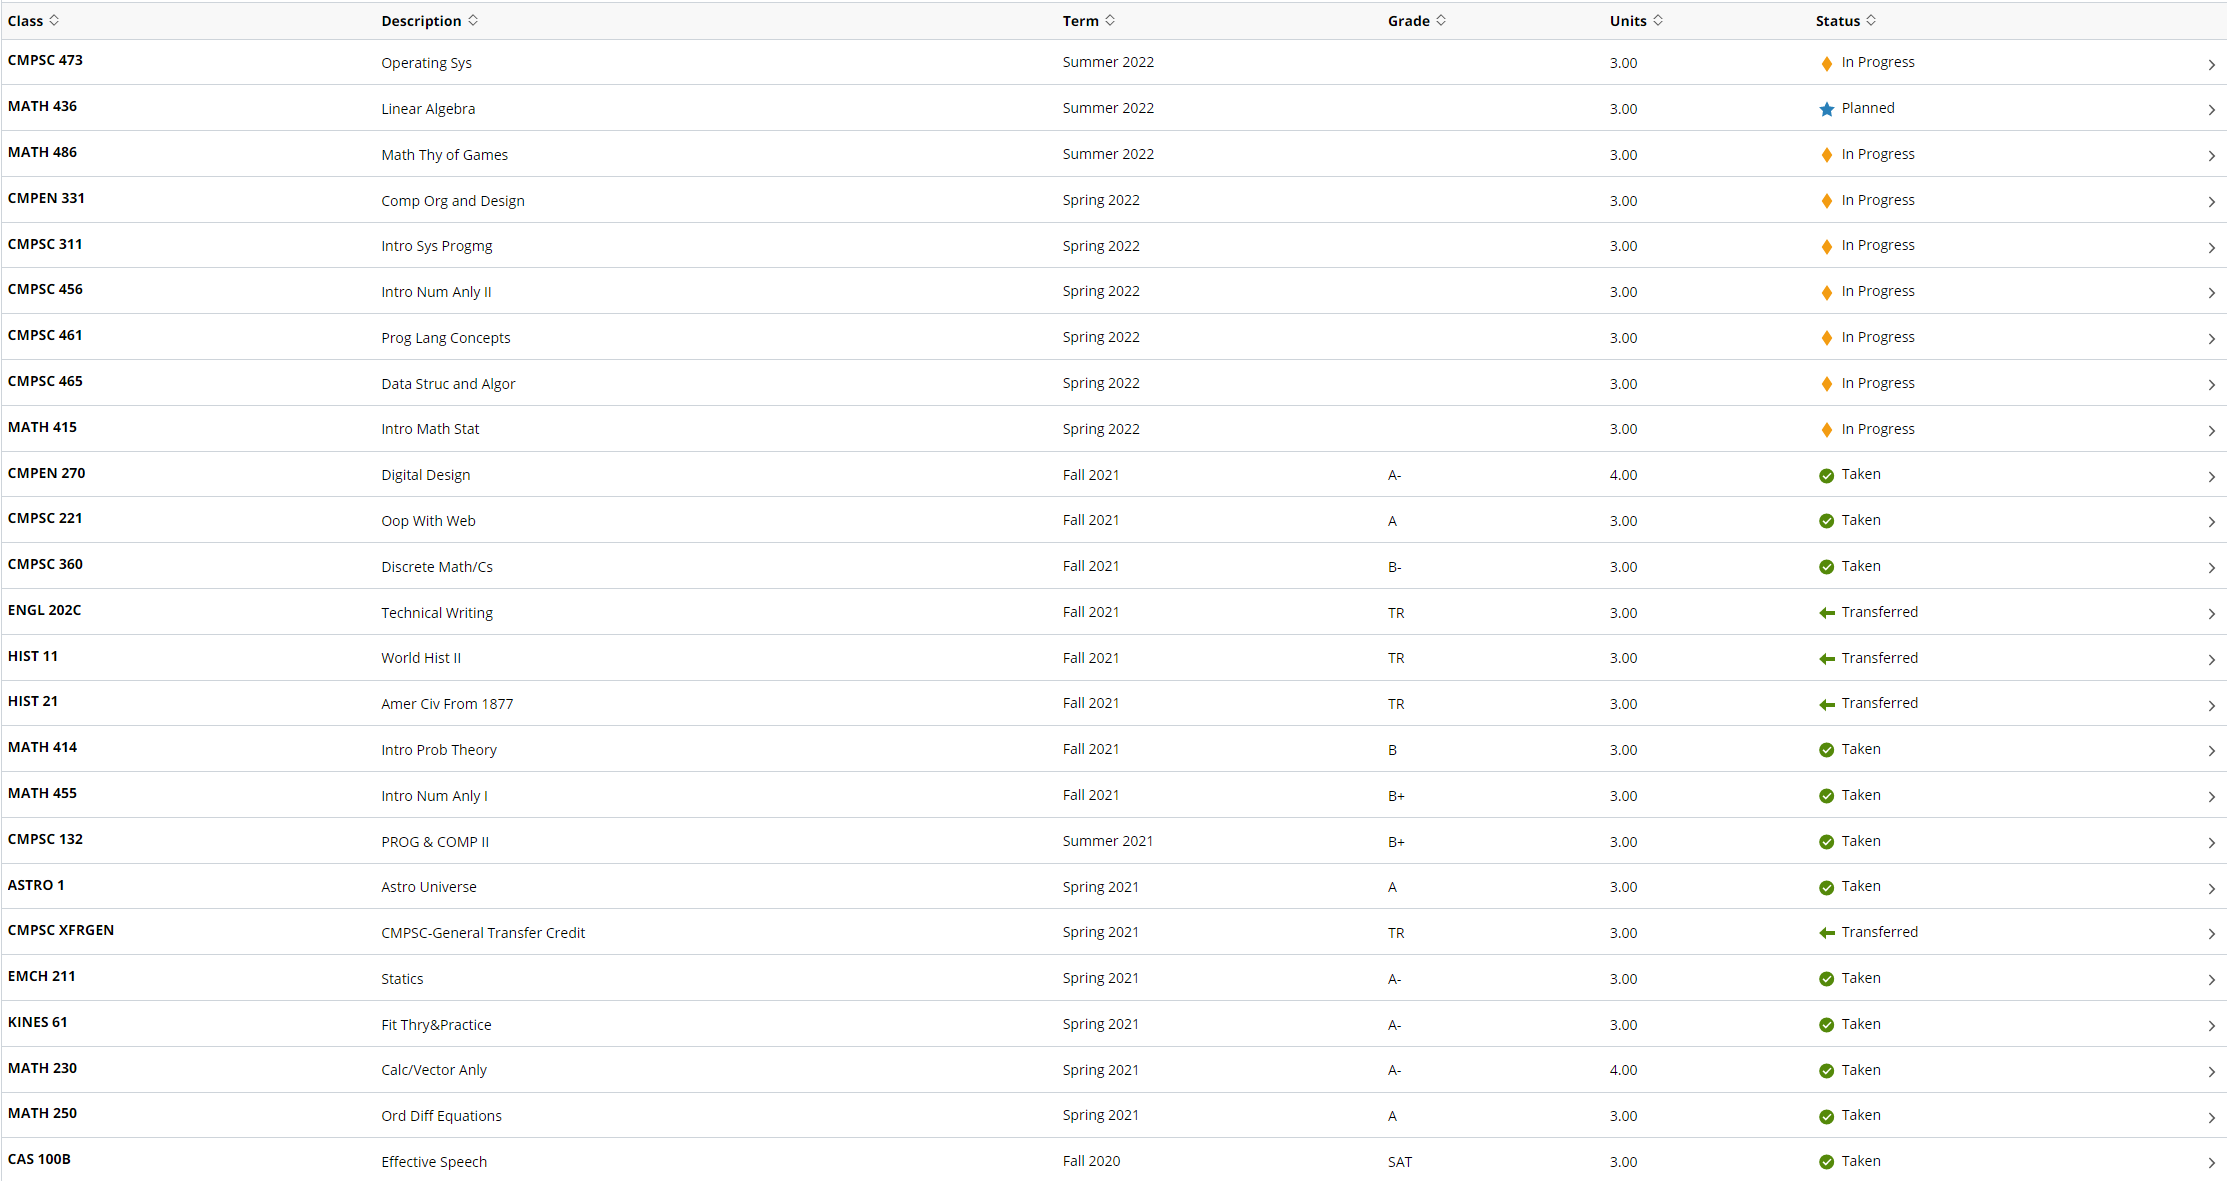 Class Description Term Grade Units Status
CMPSC 473 Operating Sys Summer 2022 3.00 In Progress
MATH 436 Linear Algebra Summer 2022 3.00 Planned
MATH 486 Math Thy of Games Summer 2022 3.00 In Progress
CMPEN 331 Comp Org and Design Spring 2022 3.00 In Progress
CMPSC 311 Intro Sys Progmg Spring 2022 3.00 In Progress
CMPSC 456 Intro Num Anly II Spring 2022 3.00 In Progress
CMPSC 461 Prog Lang Concepts Spring 2022 3.00 In Progress
CMPSC 465 Data Struc and Algor Spring 2022 3.00 In Progress
MATH 415 Intro Math Stat Spring 2022 3.00 In Progress
CMPEN 270 Digital Design Fall 2021 A- 4.00 Taken
CMPSC 221 Oop With Web Fall 2021 A 3.00 Taken
CMPSC 360 Discrete Math/Cs Fall 2021 B- 3.00 Taken
ENGL 202C Technical Writing Fall 2021 TR 3.00 Transferred
HIST 11 World Hist II Fall 2021 TR 3.00 Transferred
HIST 21 Amer Civ From 1877 Fall 2021 TR 3.00 Transferred
MATH 414 Intro Prob Theory Fall 2021 B 3.00 Taken
MATH 455 Intro Num Anly I Fall 2021 B+ 3.00 Taken
CMPSC 132 PROG & COMP II Summer 2021 B+ 3.00 Taken
ASTRO 1 Astro Universe Spring 2021 A 3.00 Taken
CMPSC XFRGEN CMPSC-General Transfer Credit Spring 2021 TR 3.00 Transferred
EMCH 211 Statics Spring 2021 A- 3.00 Taken
KINES 61 Fit Thry&Practice Spring 2021 A- 3.00 Taken
MATH 230 Calc/Vector Anly Spring 2021 A- 4.00 Taken
MATH 250 Ord Diff Equations Spring 2021 A 3.00 Taken
CAS 100B Effective Speech Fall 2020 SAT 3.00 Taken